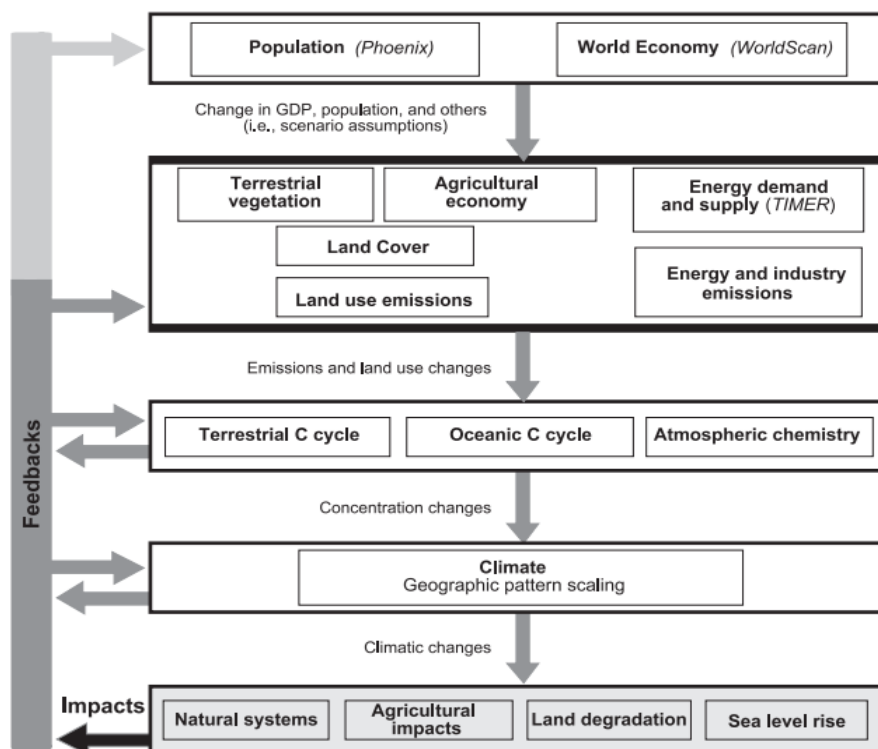 Population (Phoenix)
World Economy (WorldScan)
Change in GDP, population, and others
(i.e., scenario assumptions)
Terrestrial
vegetation
Agricultural
economy
Energy demand
and supply (TIMER)
Land Cover
Land use emissions
Energy and industry
emissions
Emissions and land use changes
Terrestrial C cycle
Oceanic C cycle
Atmospheric chemistry
Feedbacks
Concentration changes
Climate
Geographic pattern scaling
Climatic changes
Impacts
Natural systems
Agricultural
impacts
Land degradation
Sea level rise